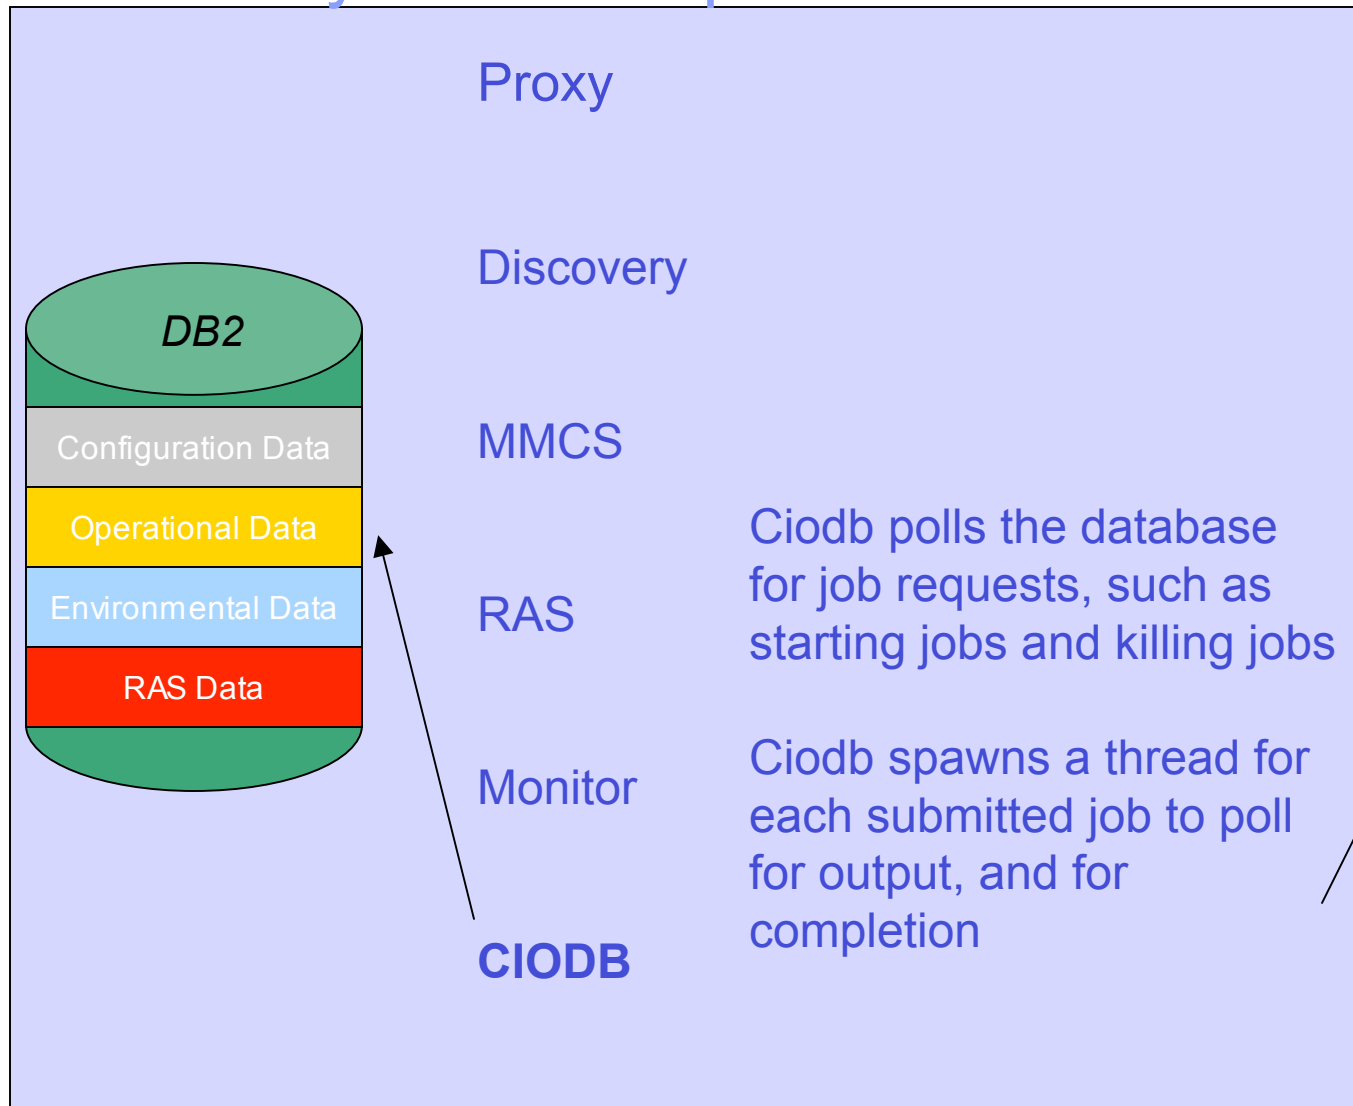 Proxy
Discovery
DB2
Configuration Data
Operational Data
Environmental Data
RAS Data
MMCS
RAS
Monitor
CIODB
Ciodb polls the database
for job requests, such as
starting jobs and killing jobs
Ciodb spawns a thread for
each submitted job to poll
for output, and for
completion